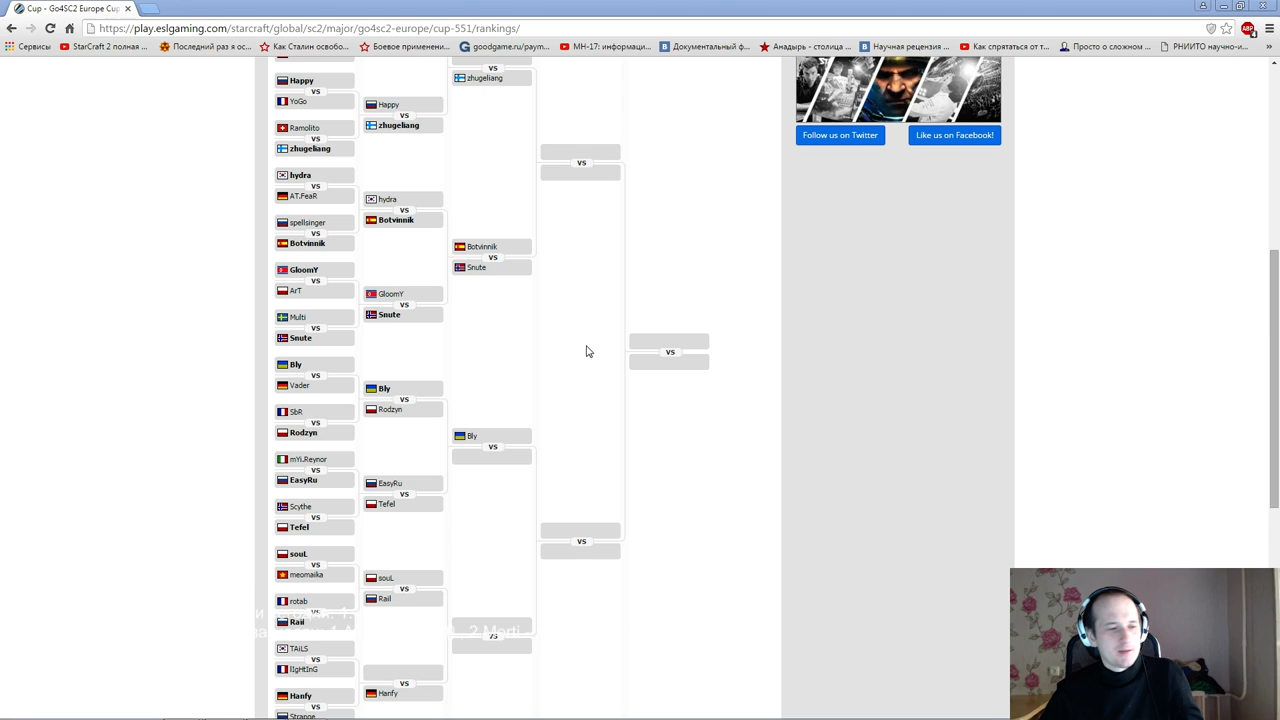 Cup - Go4SC2 Europe Cup
https://play.eslgaming.com/starcraft/global/sc2/major/go4sc2-europe/cup-551/rankings/
Сервисы
StarCraft 2 полная ...
Последний раз я ос...
Как Сталин освобо...
Боевое применени...
goodgame.ru/paym...
МН-17: информаци...
Документальный ф...
Анадырь - столица ...
Научная рецензия ...
Как спрятаться от т...
Просто о сложном ...
РНИИТО научно-и...
VS
zhugeliang
Happy
VS
YoGo
Happy
VS
zhugeliang
Ramolito
VS
zhugeliang
Follow us on Twitter
Like us on Facebook!
VS
hydra
VS
AT.FeaR
hydra
VS
Botvinnik
spellsinger
VS
Botvinnik
Botvinnik
VS
Snute
GloomY
VS
ArT
GloomY
VS
Snute
Multi
VS
Snute
VS
Bly
VS
Vader
Bly
VS
Rodzyn
SbR
VS
Rodzyn
Bly
VS
mYi.Reynor
VS
EasyRu
EasyRu
VS
Tefel
Scythe
VS
Tefel
VS
souL
VS
meomaika
souL
VS
Rail
rotab
VS
Rail
2 Morti
VS
TAiLS
VS
lIgHtInG
VS
Hanfy
Hanfy
VS
Strange